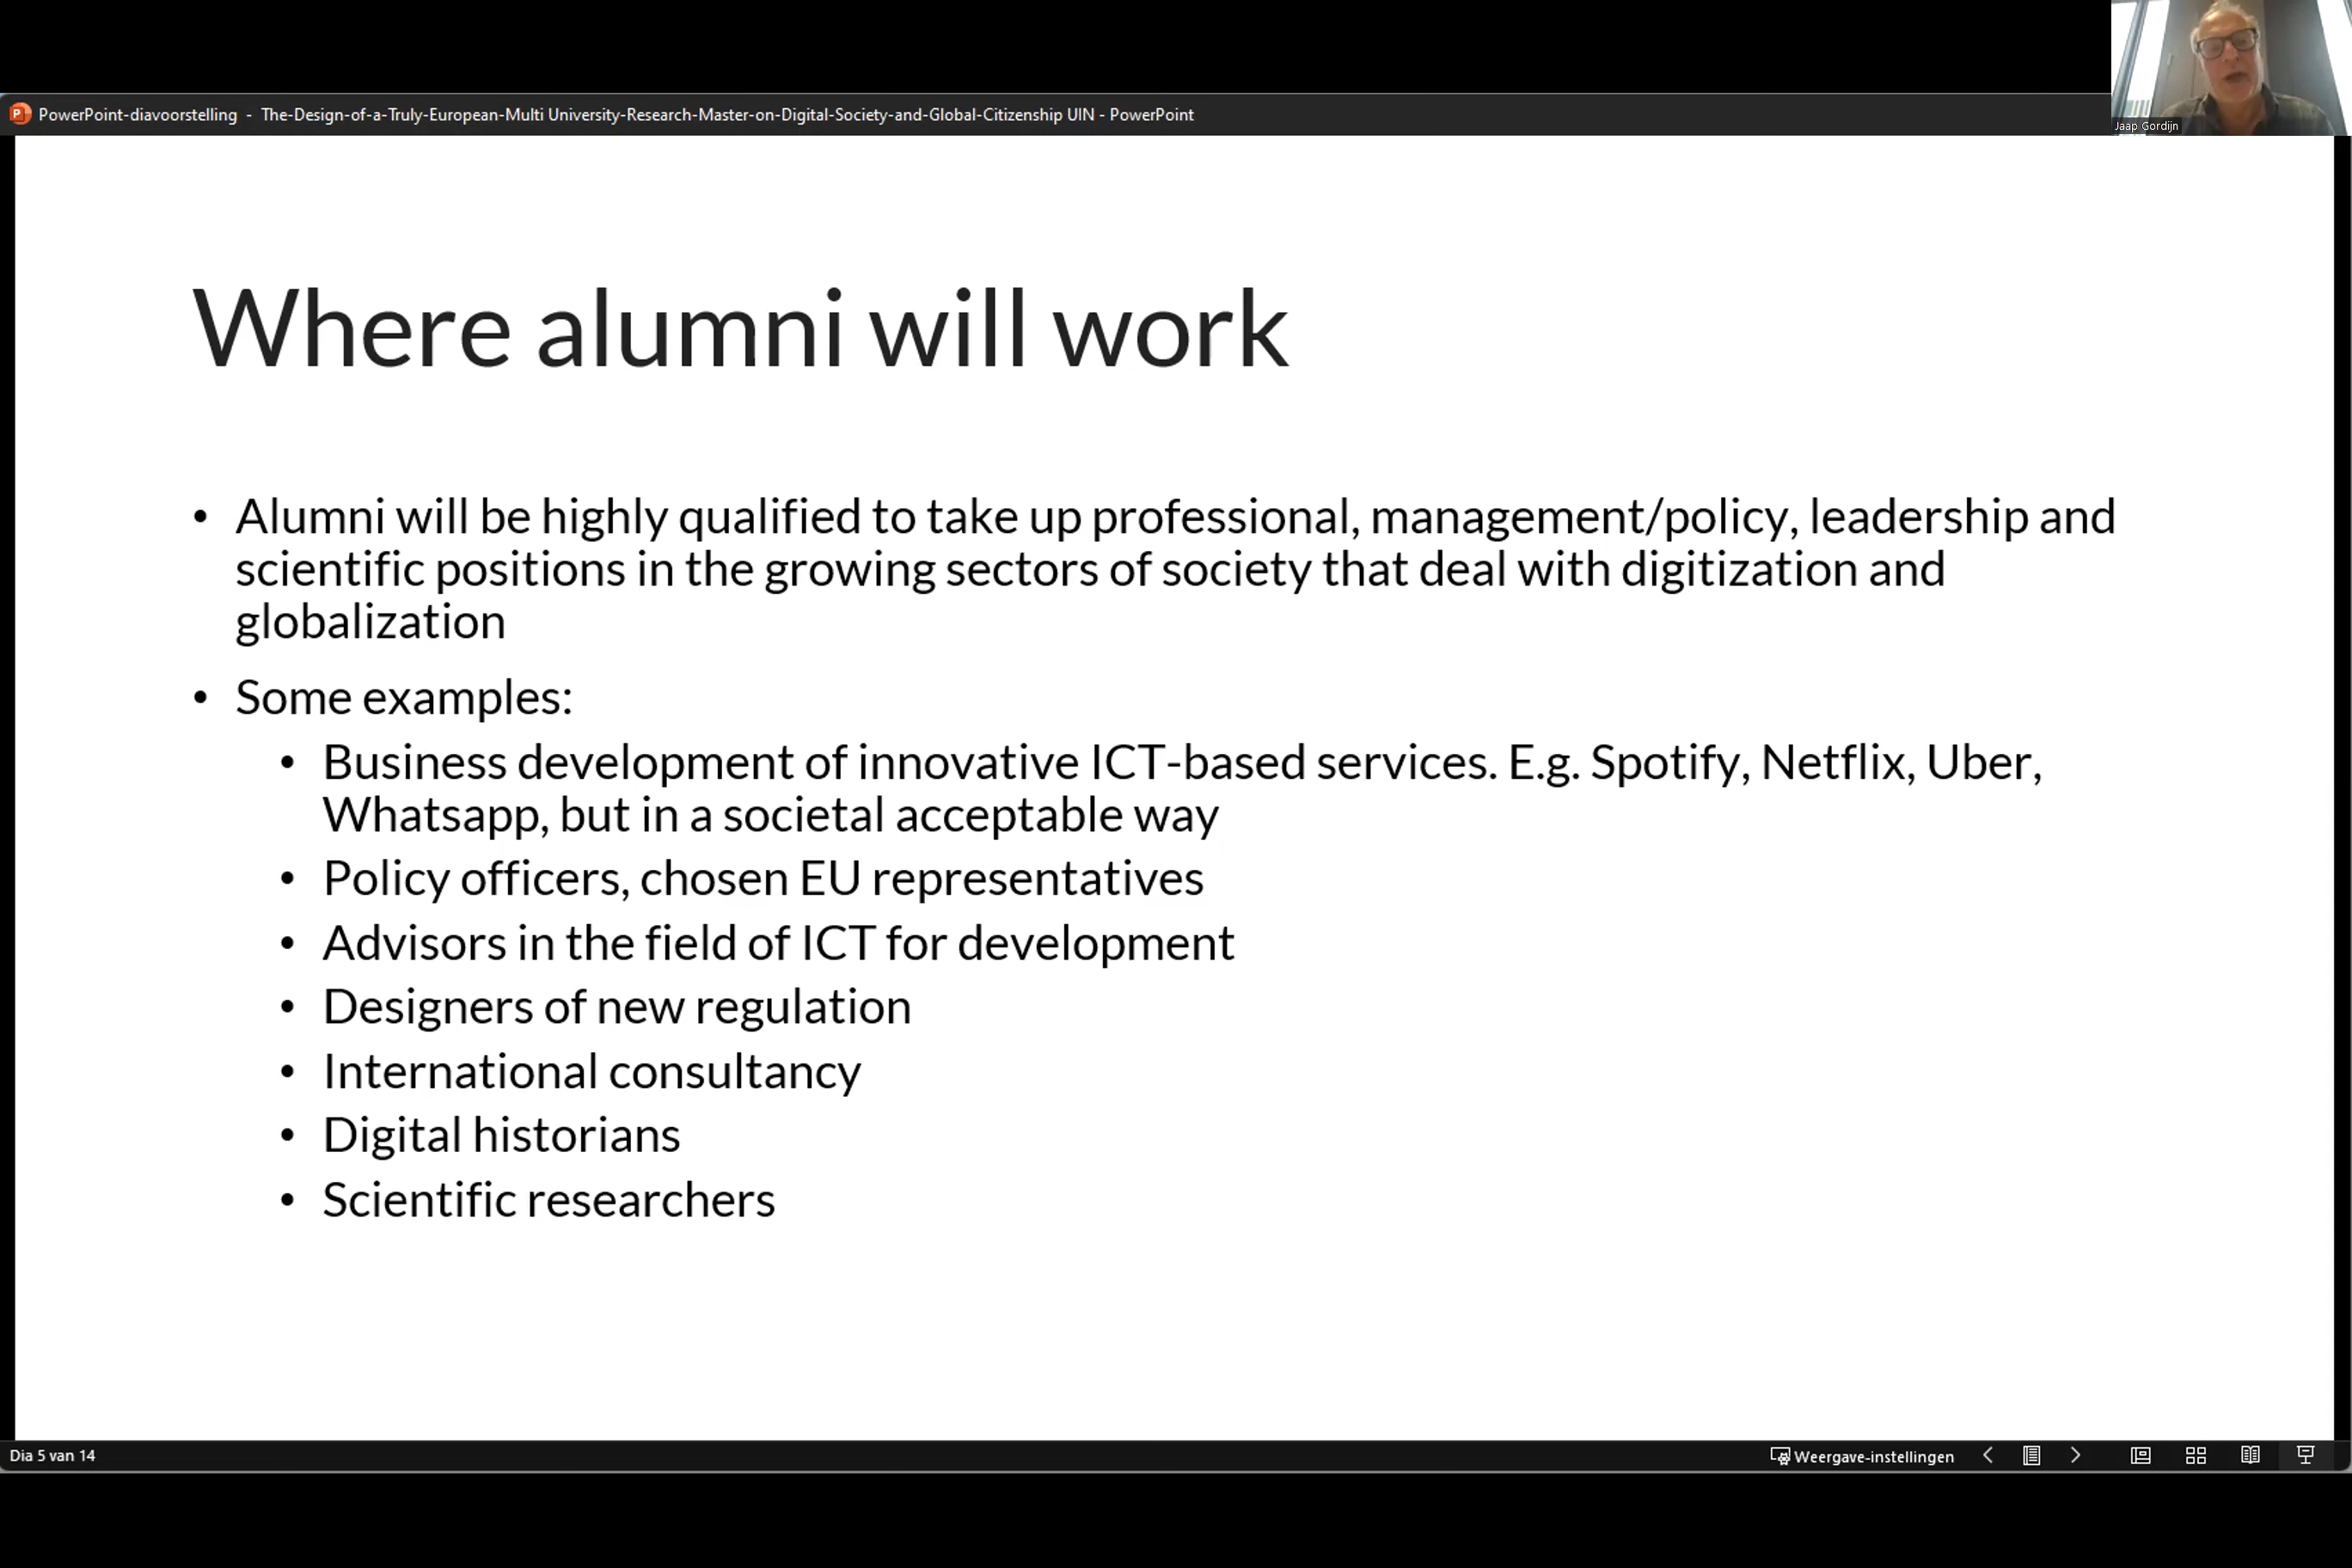 PowerPoint-diavoorstelling - The-Design-of-a-Truly-European-Multi University-Research-Master-on-Digital-Society-and-Global-Citizenship UIN - PowerPoint
Jaap Gordijn
Where alumni will work
• Alumni will be highly qualified to take up professional, management/policy, leadership and
scientific positions in the growing sectors of society that deal with digitization and
globalization
• Some examples:
• Business development of innovative ICT-based services. E.g. Spotify, Netflix, Uber,
Whatsapp, but in a societal acceptable way
• Policy officers, chosen EU representatives
• Advisors in the field of ICT for development
• Designers of new regulation
• International consultancy
• Digital historians
• Scientific researchers
Dia 5 van 14
Weergave-instellingen